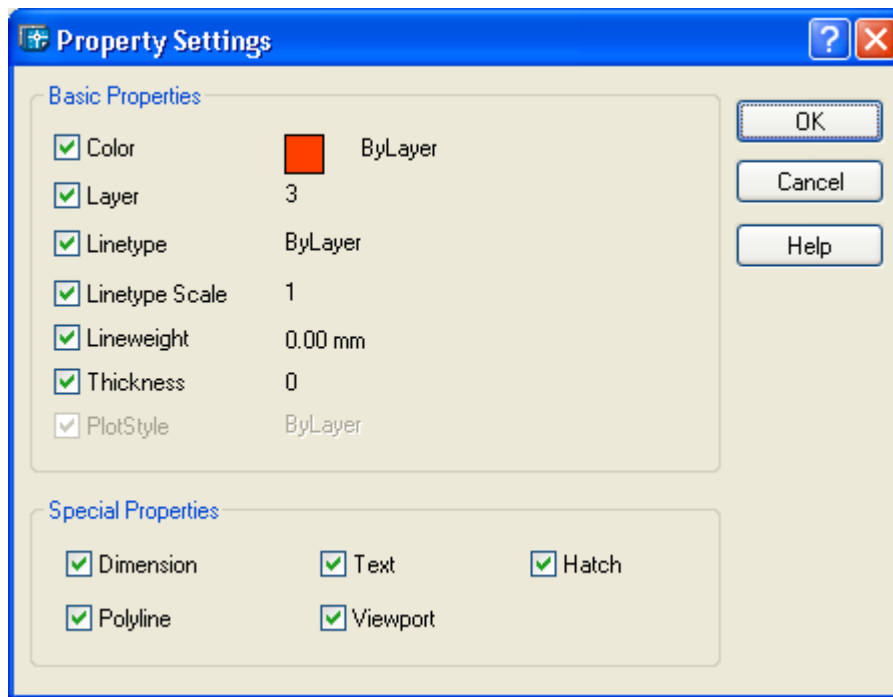 Property Settings
Basic Properties
OK
Color ByLayer
Cancel
Layer 3
Linetype ByLayer
Help
Linetype Scale 1
Lineweight 0.00 mm
Thickness 0
PlotStyle ByLayer
Special Properties
Dimension Text Hatch
Polyline Viewport